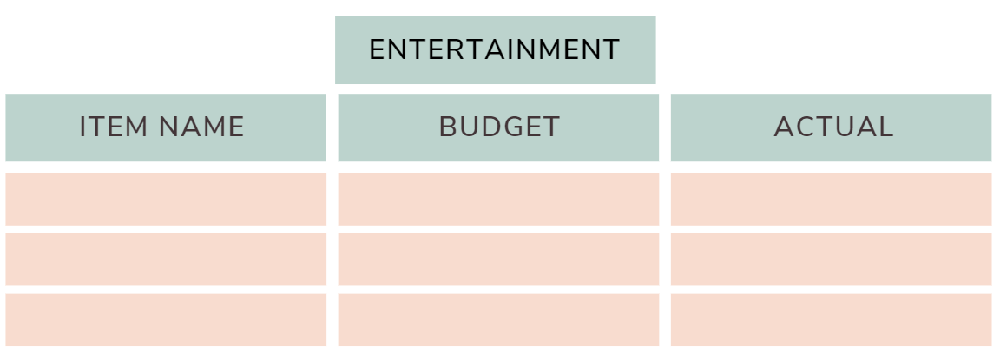 ENTERTAINMENT
ITEM NAME BUDGET ACTUAL